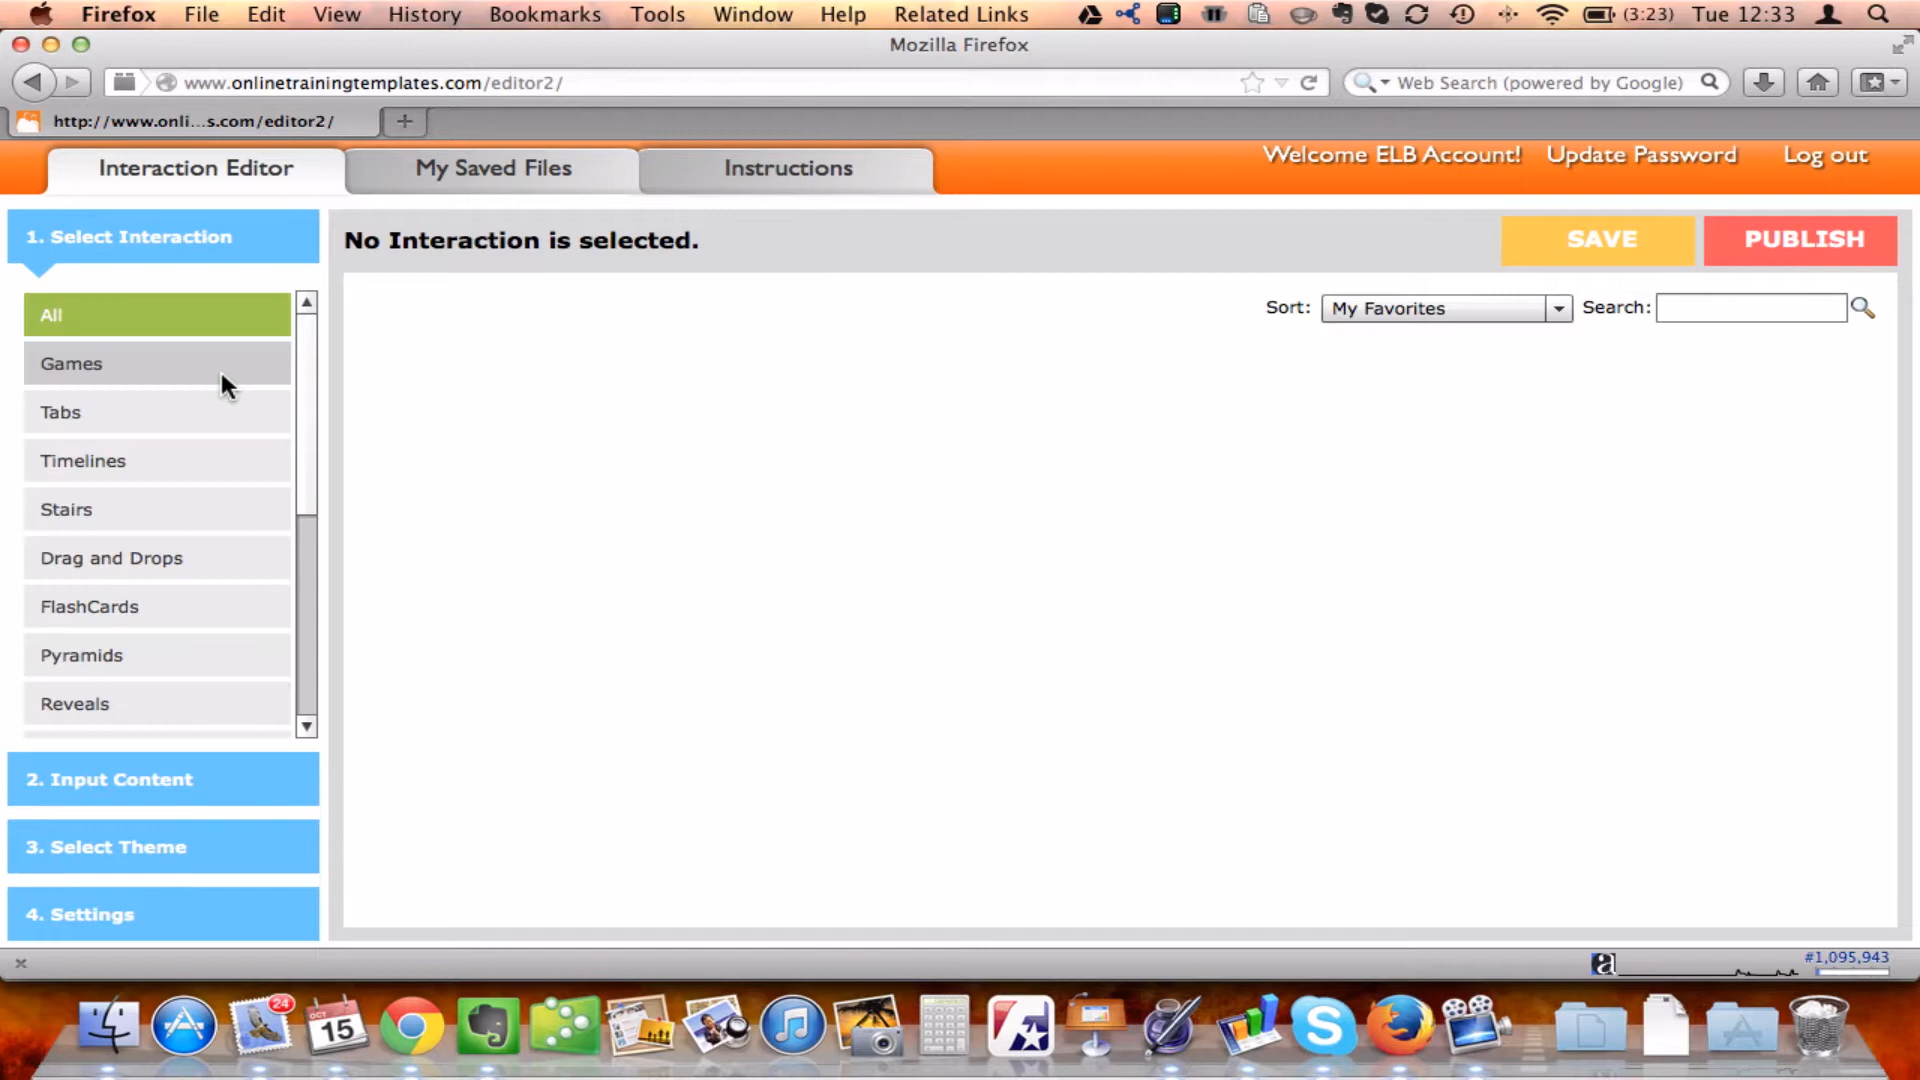 Firefox File Edit View History Bookmarks Tools Window Help Related Links (3:23) Tue 12:33
Mozilla Firefox
www.onlinetrainingtemplates.com/editor2/ Web Search (powered by Google)
http://www.onli...s.com/editor2/
Interaction Editor My Saved Files Instructions Welcome ELB Account! Update Password Log out
1. Select Interaction
No Interaction is selected. SAVE PUBLISH
Sort: My Favorites Search:
All
Games
Tabs
Timelines
Stairs
Drag and Drops
FlashCards
Pyramids
Reveals
2. Input Content
3. Select Theme
4. Settings
a #1,095,943
24
OCT
15